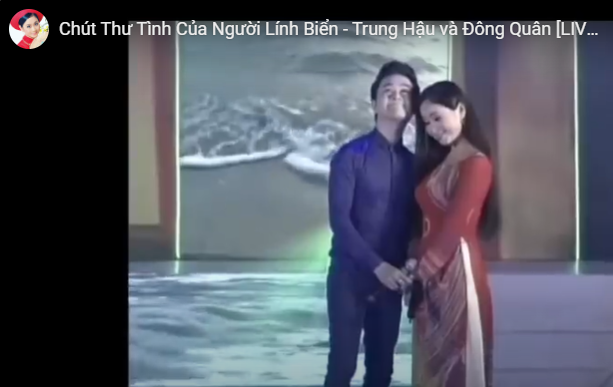 Chút Thư Tình Của Người Lính Biển - Trung Hậu và Đông Quân [LIV...